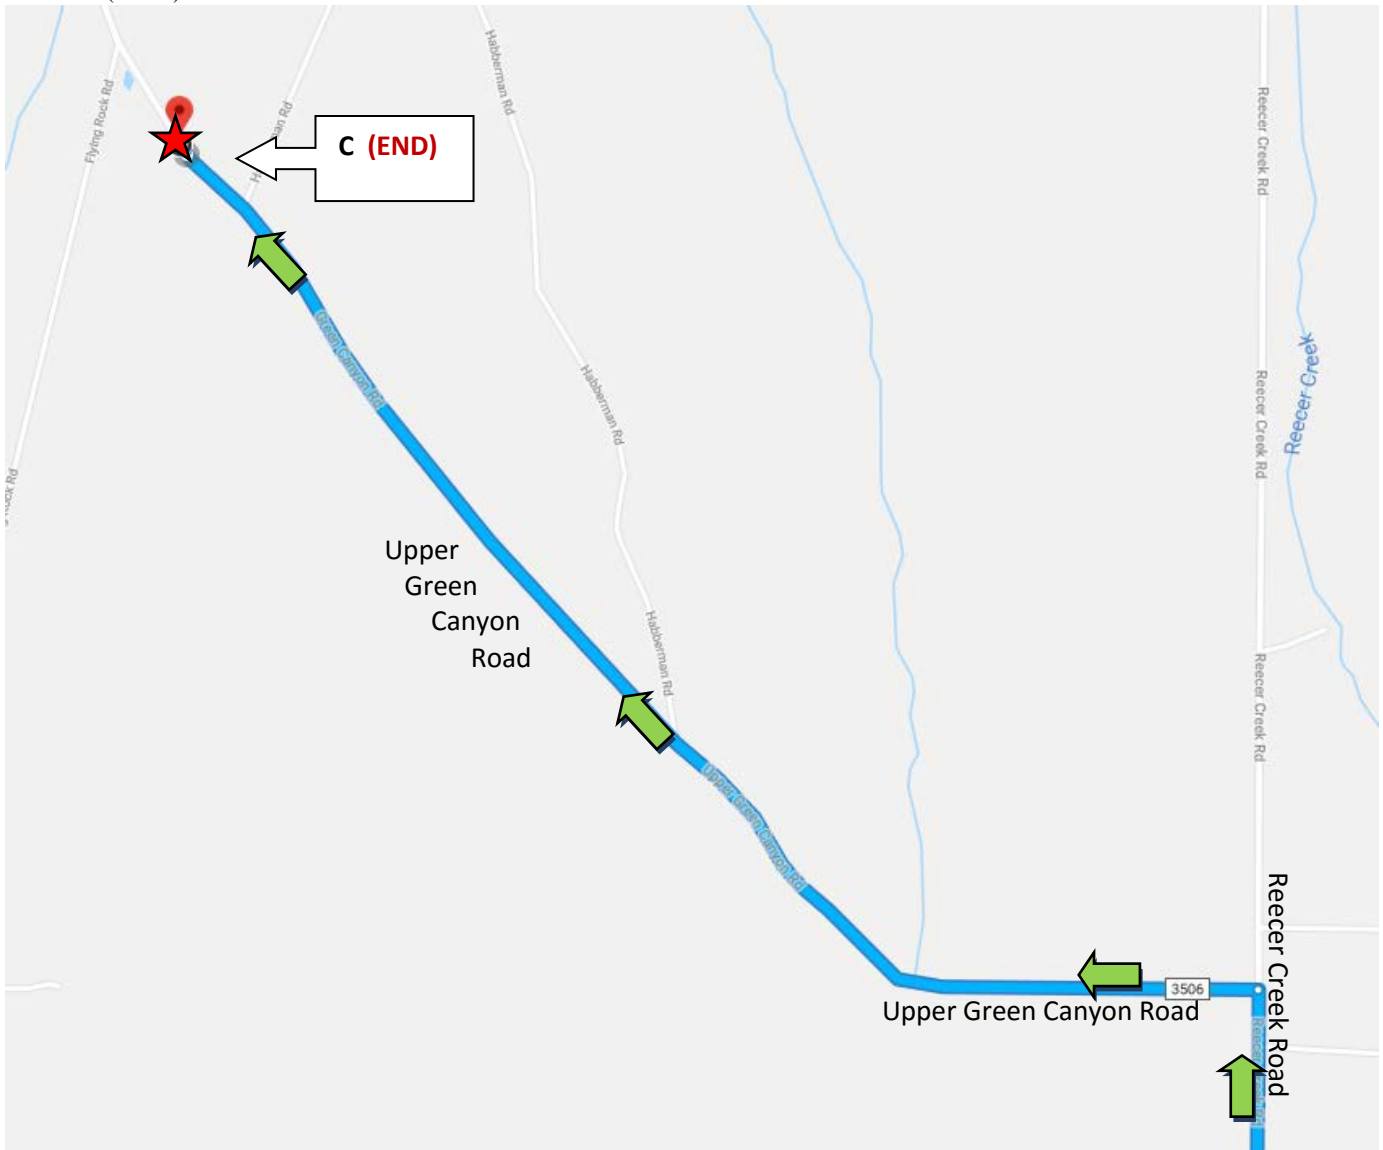 Habberman Rd
Reecer Creek Rd
Flying Rock Rd
C (END)
Green Canyon Rd
Reecer Creek
Habberman Rd
Reecer Creek Rd
Upper
Green
Canyon
Road
Habberman Rd
Reecer Creek Rd
Upper Green Canyon Rd
Reecer Creek Road
3506
Upper Green Canyon Road